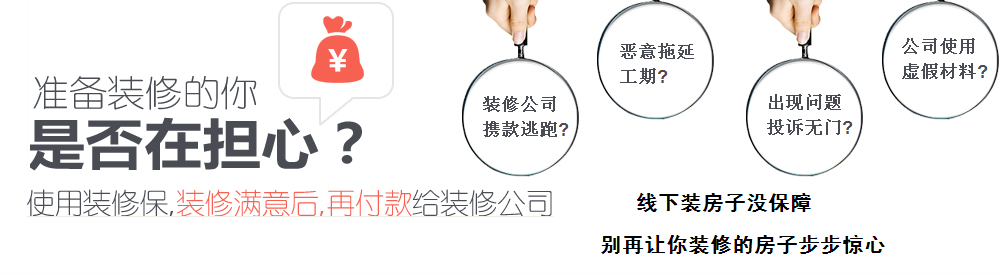 ¥
准备装修的你
是否在担心？
使用装修保,装修满意后,再付款给装修公司
装修公司
携款逃跑?
恶意拖延
工期?
出现问题
投诉无门?
公司使用
虚假材料?
线下装房子没保障
别再让你装修的房子步步惊心